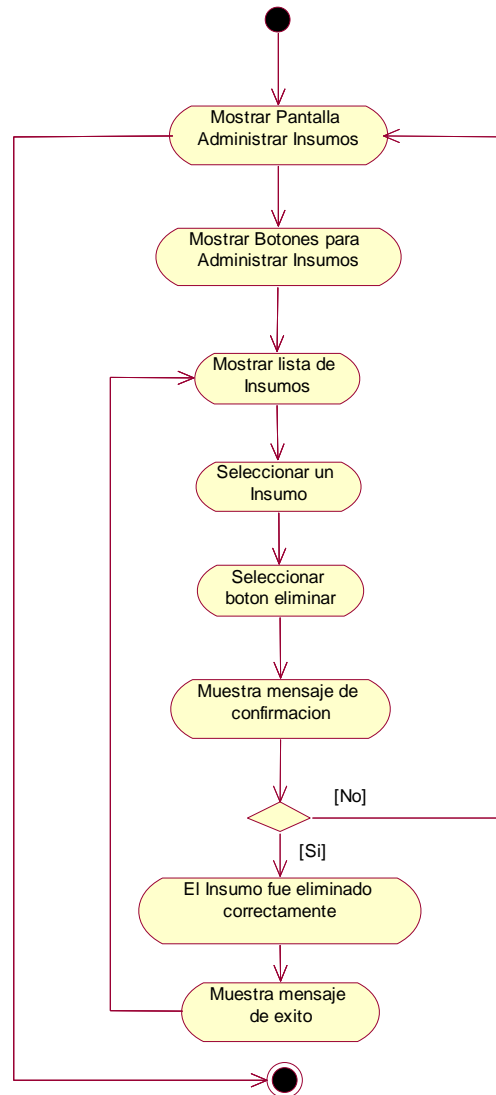 Mostrar Pantalla
Administrar Insumos
Mostrar Botones para
Administrar Insumos
Mostrar lista de
Insumos
Seleccionar un
Insumo
Seleccionar
boton eliminar
Muestra mensaje de
confirmacion
[No]
[Si]
El Insumo fue eliminado
correctamente
Muestra mensaje
de exito